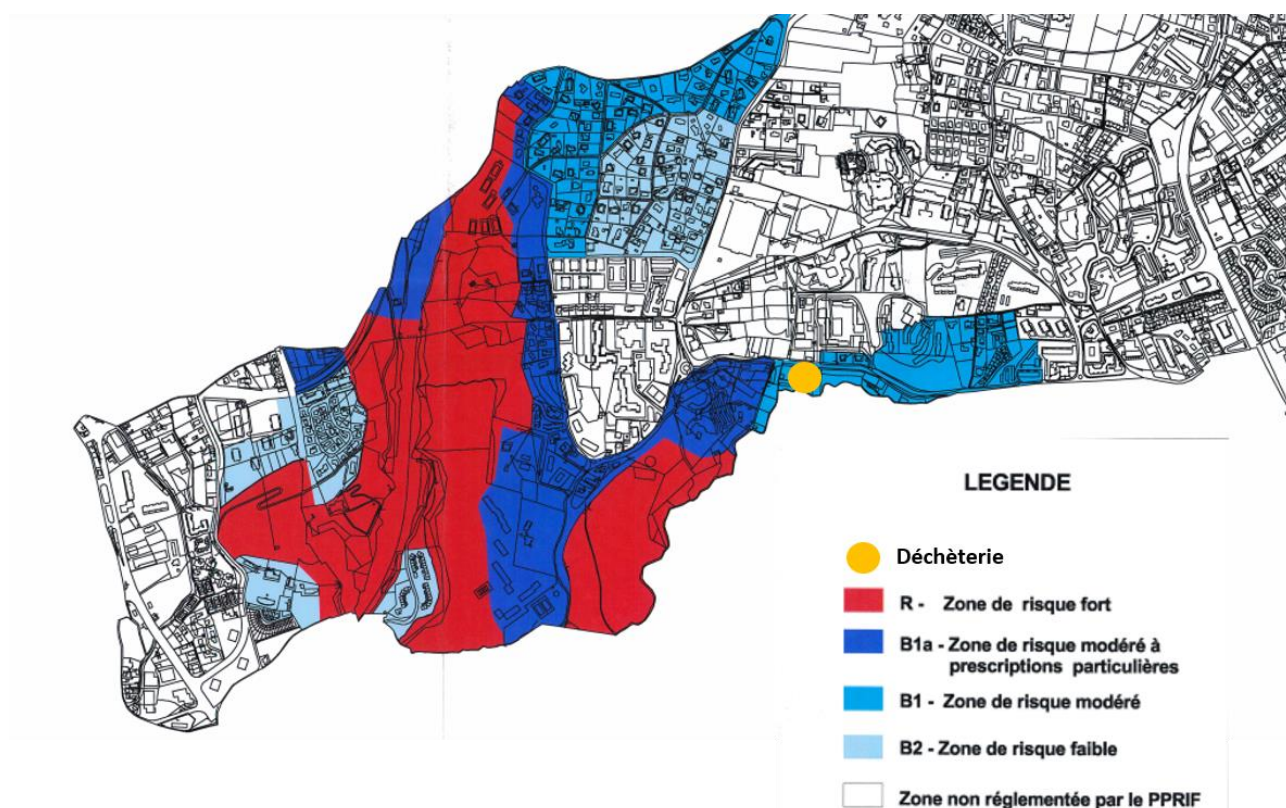 LEGENDE
Déchèterie
R - Zone de risque fort
B1a - Zone de risque modéré à
prescriptions particulières
B1 - Zone de risque modéré
B2 - Zone de risque faible
Zone non réglementée par le PPRIF